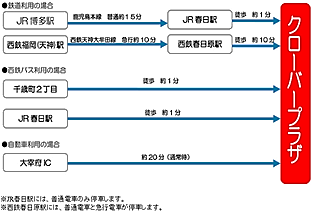 ●鉄道利用の場合
JR博多駅
鹿児島本線 普通約15分
JR春日駅
徒歩 約1分
西鉄福岡(天神)駅
西鉄天神大牟田線 急行約10分
西鉄春日原駅
徒歩 約10分
●西鉄バス利用の場合
千歳町2丁目
徒歩 約1分
JR春日駅
徒歩 約1分
●自動車利用の場合
大宰府IC
約20分(通常時)
クローバープラザ
※JR春日駅には、普通電車のみ停車します。
※西鉄春日原駅には、普通電車と急行電車が停車します。